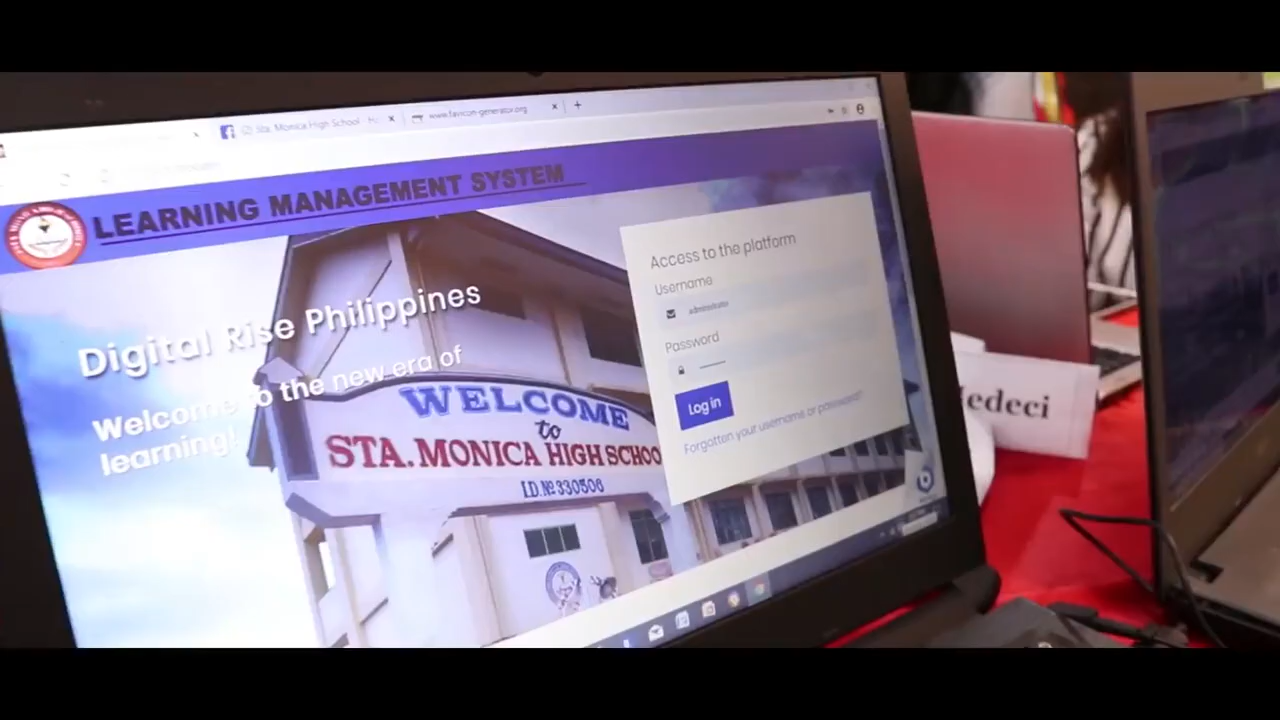 Sta. Monica High School - H
www.favicon-generator.org
LEARNING MANAGEMENT SYSTEM
Digital Rise Philippines
Welcome to the new era of
learning!
WELCOME
to
STA. MONICA HIGH SCHOO
I.D. Nº 330506
Access to the platform
Username
administrator
Password
Log in
Forgotten your username or password?
edeci